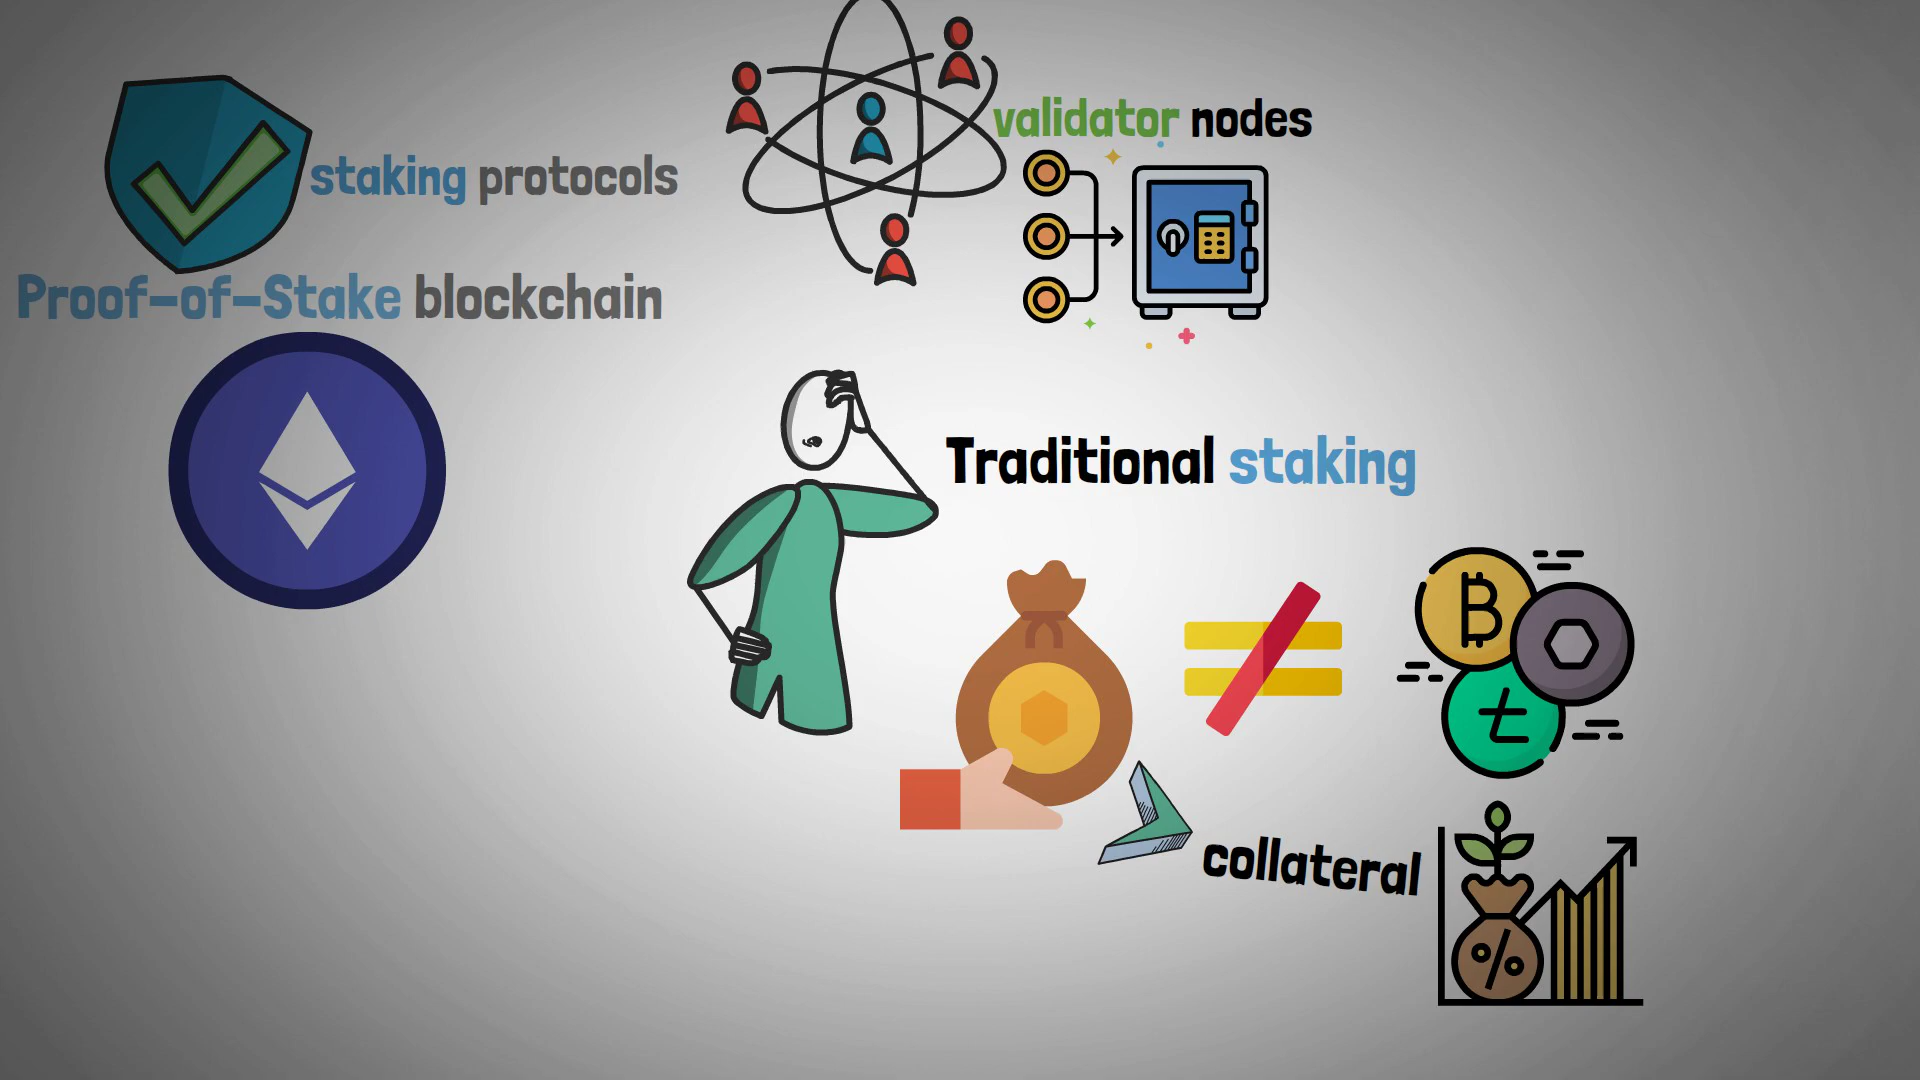 staking protocols
Proof-of-Stake blockchain
validator nodes
Traditional staking
collateral